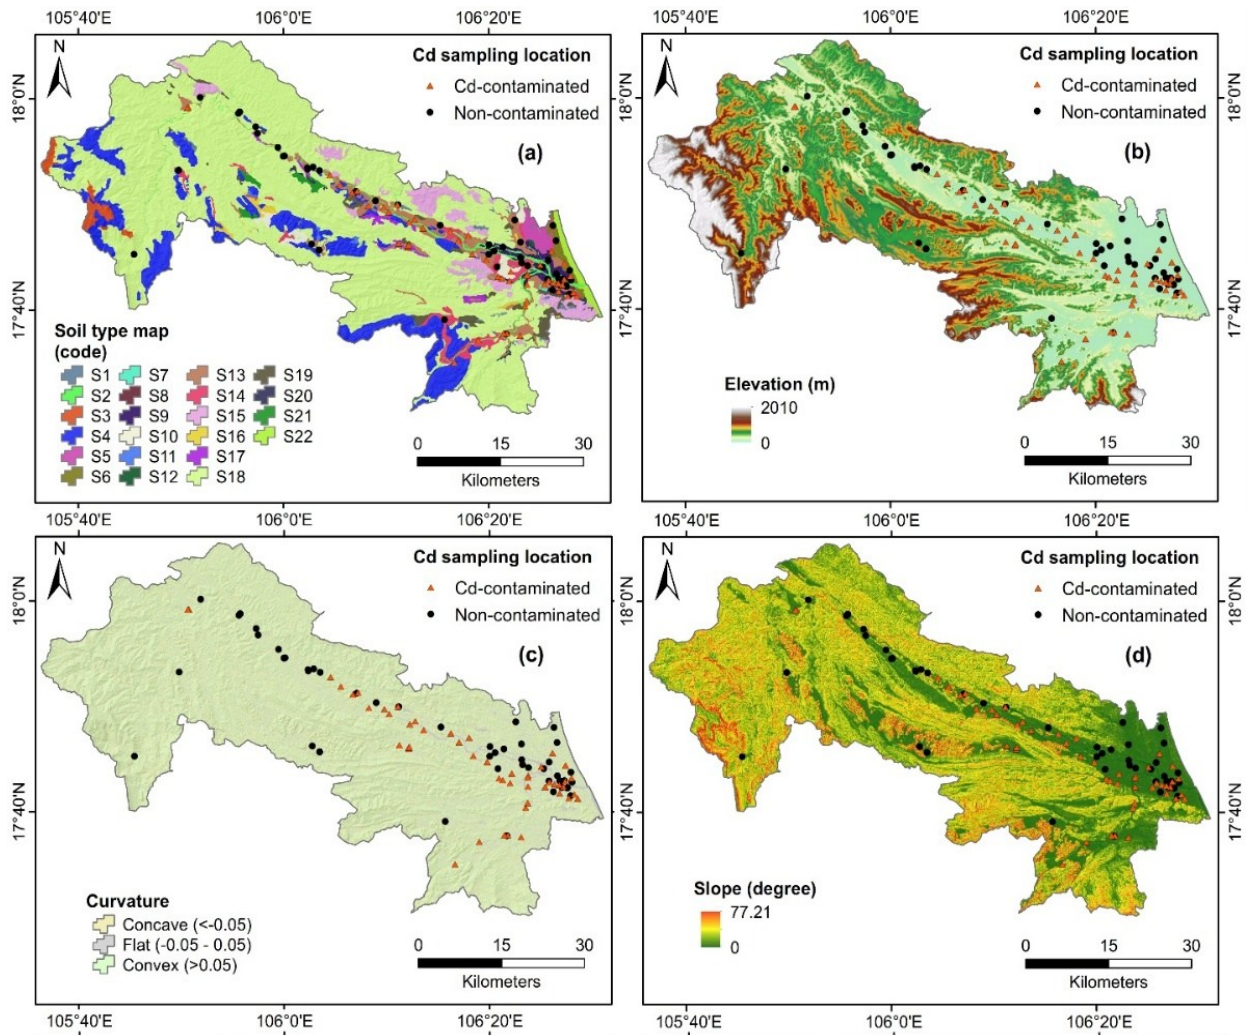 105°40'E 106°0'E 106°20'E
N
Cd sampling location
Cd-contaminated
Non-contaminated
18°0'N
(a)
17°40'N
Soil type map
(code)
S1 S7 S13 S19
S2 S8 S14 S20
S3 S9 S15 S21
S4 S10 S16 S22
S5 S11 S17
S6 S12 S18
0 15 30
Kilometers
105°40'E 106°0'E 106°20'E
N
Cd sampling location
Cd-contaminated
Non-contaminated
18°0'N
(b)
17°40'N
Elevation (m)
2010
0
0 15 30
Kilometers
105°40'E 106°0'E 106°20'E
N
Cd sampling location
Cd-contaminated
Non-contaminated
18°0'N
(c)
17°40'N
Curvature
Concave (<-0.05)
Flat (-0.05 - 0.05)
Convex (>0.05)
0 15 30
Kilometers
105°40'E 106°0'E 106°20'E
105°40'E 106°0'E 106°20'E
N
Cd sampling location
Cd-contaminated
Non-contaminated
18°0'N
(d)
17°40'N
Slope (degree)
77.21
0
0 15 30
Kilometers
105°40'E 106°0'E 106°20'E